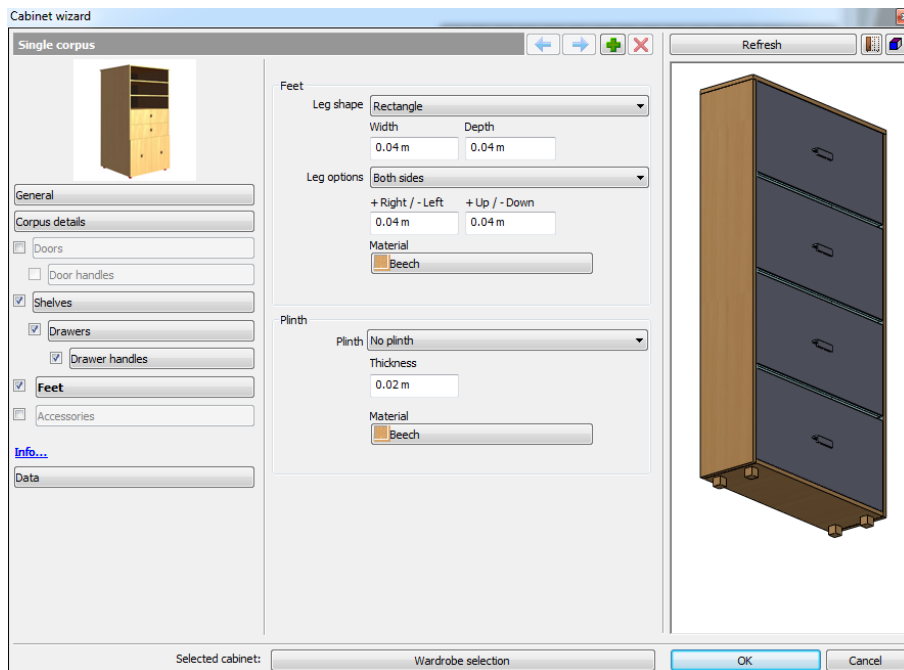 Cabinet wizard
Single corpus
Refresh
General
Corpus details
Doors
Door handles
Shelves
Drawers
Drawer handles
Feet
Accessories
Info...
Data
Feet
Leg shape Rectangle
Width Depth
0.04 m 0.04 m
Leg options Both sides
+ Right / - Left + Up / - Down
0.04 m 0.04 m
Material
Beech
Plinth
Plinth No plinth
Thickness
0.02 m
Material
Beech
Selected cabinet: Wardrobe selection OK Cancel